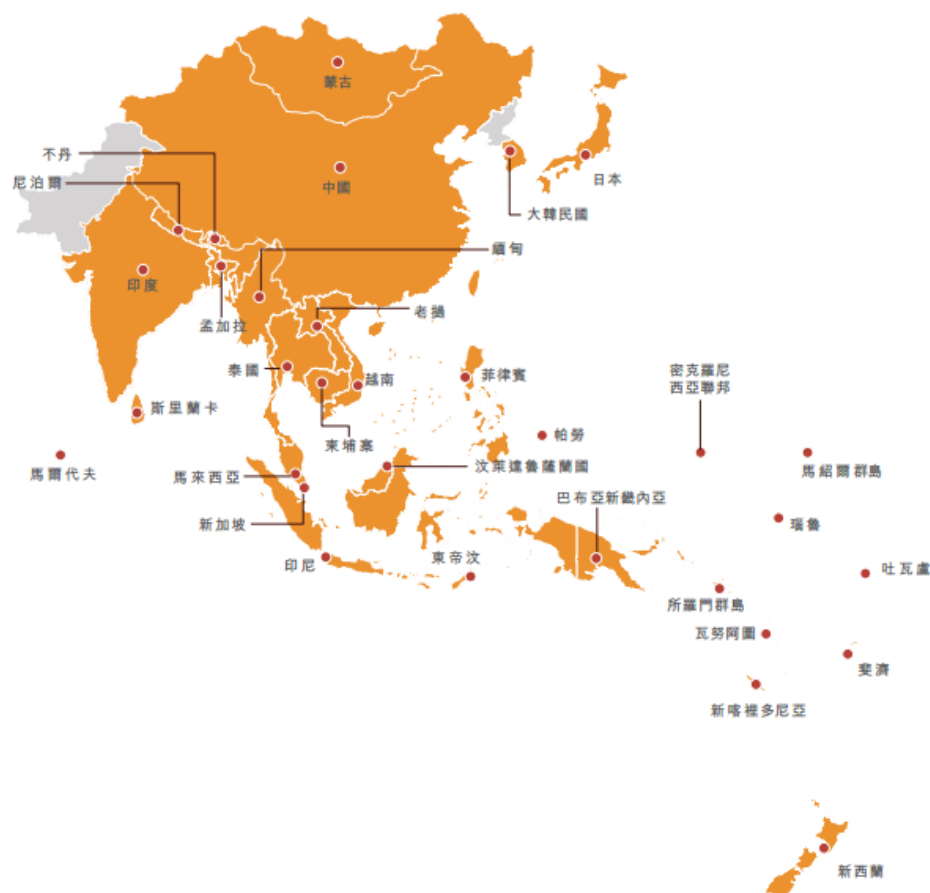 蒙古
不丹
中國
日本
尼泊爾
大韓民國
緬甸
印度
老撾
孟加拉
泰國
越南
菲律賓
密克羅尼
西亞聯邦
斯里蘭卡
柬埔寨
帕勞
馬爾代夫
馬來西亞
汶萊達魯薩蘭國
馬紹爾群島
巴布亞新畿內亞
新加坡
瑙魯
印尼
東帝汶
吐瓦盧
所羅門群島
瓦努阿圖
斐濟
新喀裡多尼亞
新西蘭